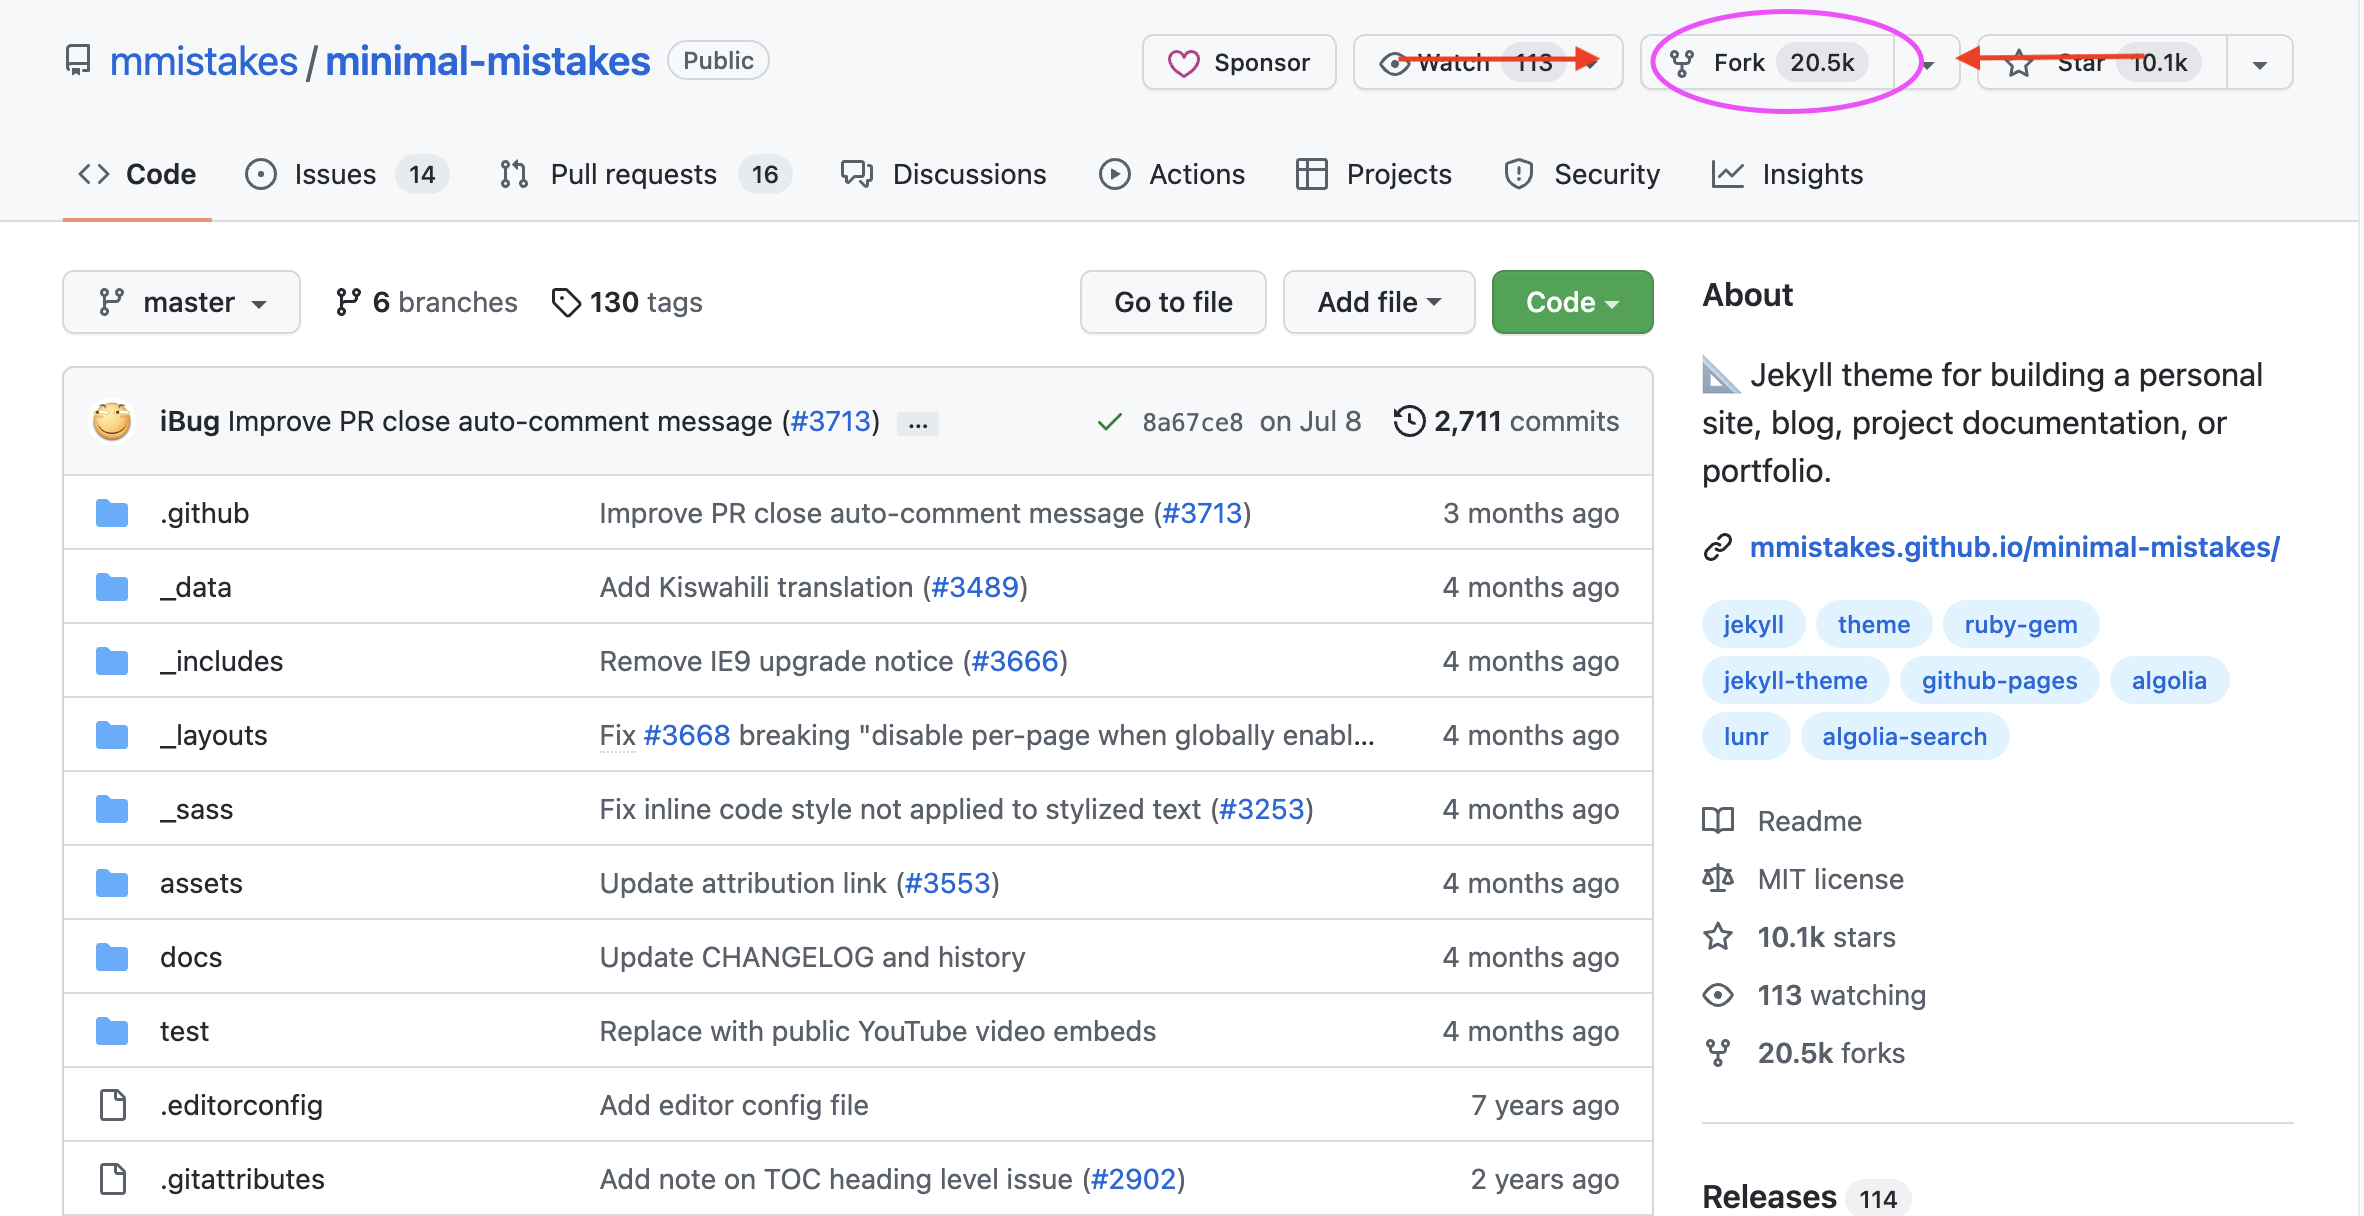 mmistakes / minimal-mistakes Public Sponsor Watch 113 Fork 20.5k Star 10.1k
Code Issues 14 Pull requests 16 Discussions Actions Projects Security Insights
master 6 branches 130 tags Go to file Add file Code
iBug Improve PR close auto-comment message (#3713) ... 8a67ce8 on Jul 8 2,711 commits
.github Improve PR close auto-comment message (#3713) 3 months ago
_data Add Kiswahili translation (#3489) 4 months ago
_includes Remove IE9 upgrade notice (#3666) 4 months ago
_layouts Fix #3668 breaking "disable per-page when globally enabl... 4 months ago
_sass Fix inline code style not applied to stylized text (#3253) 4 months ago
assets Update attribution link (#3553) 4 months ago
docs Update CHANGELOG and history 4 months ago
test Replace with public YouTube video embeds 4 months ago
.editorconfig Add editor config file 7 years ago
.gitattributes Add note on TOC heading level issue (#2902) 2 years ago
About
Jekyll theme for building a personal
site, blog, project documentation, or
portfolio.
mmistakes.github.io/minimal-mistakes/
jekyll theme ruby-gem
jekyll-theme github-pages algolia
lunr algolia-search
Readme
MIT license
10.1k stars
113 watching
20.5k forks
Releases 114